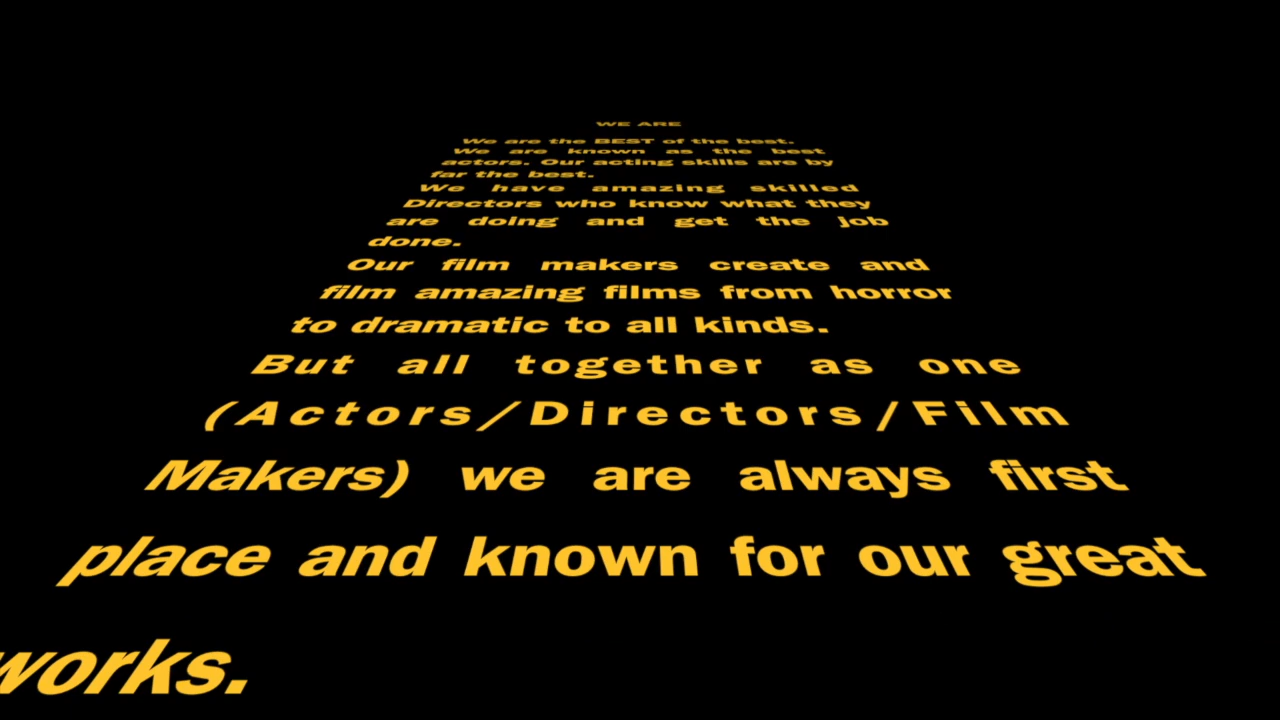 WE ARE
We are the BEST of the best.
We are known as the best
actors. Our acting skills are by
far the best.
We have amazing skilled
Directors who know what they
are doing and get the job
done.
Our film makers create and
film amazing films from horror
to dramatic to all kinds.
But all together as one
(Actors/Directors/Film
Makers) we are always first
place and known for our great
works.